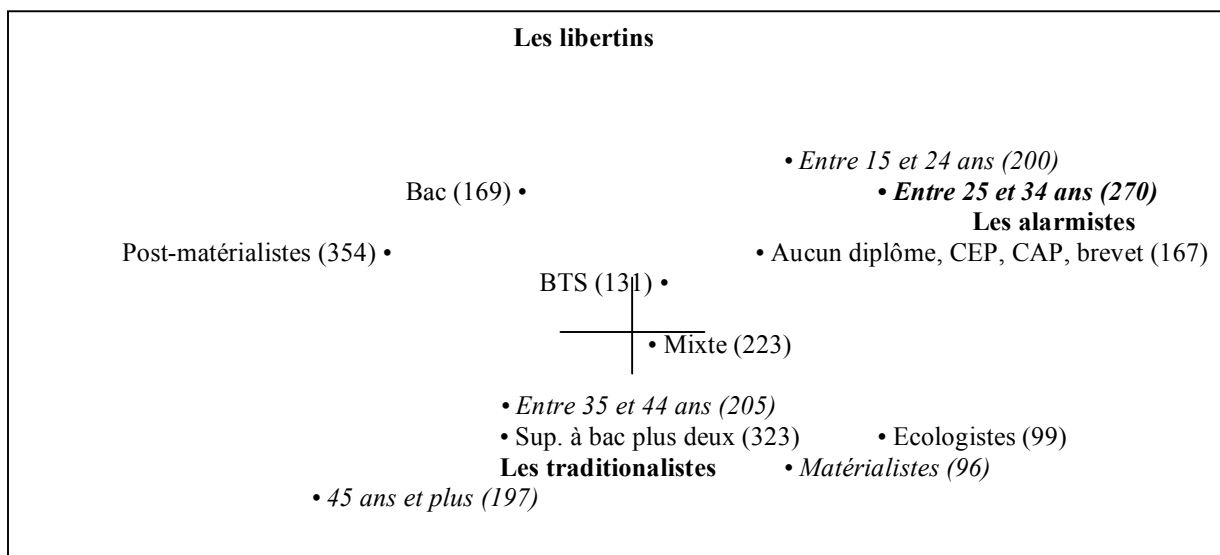 Les libertins
• Entre 15 et 24 ans (200)
Bac (169) •
• Entre 25 et 34 ans (270)
Les alarmistes
Post-matérialistes (354) •
• Aucun diplôme, CEP, CAP, brevet (167)
BTS (131) •
• Mixte (223)
• Entre 35 et 44 ans (205)
• Sup. à bac plus deux (323)
• Ecologistes (99)
Les traditionalistes
• Matérialistes (96)
• 45 ans et plus (197)